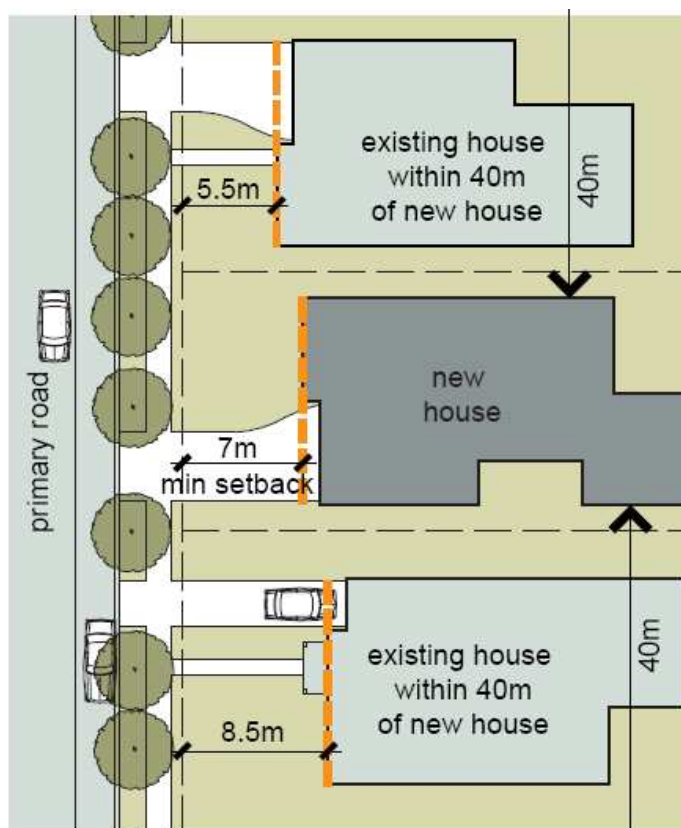 existing house
within 40m
of new house
5.5m
40m
new
house
primary road
7m
min setback
existing house
within 40m
of new house
40m
8.5m